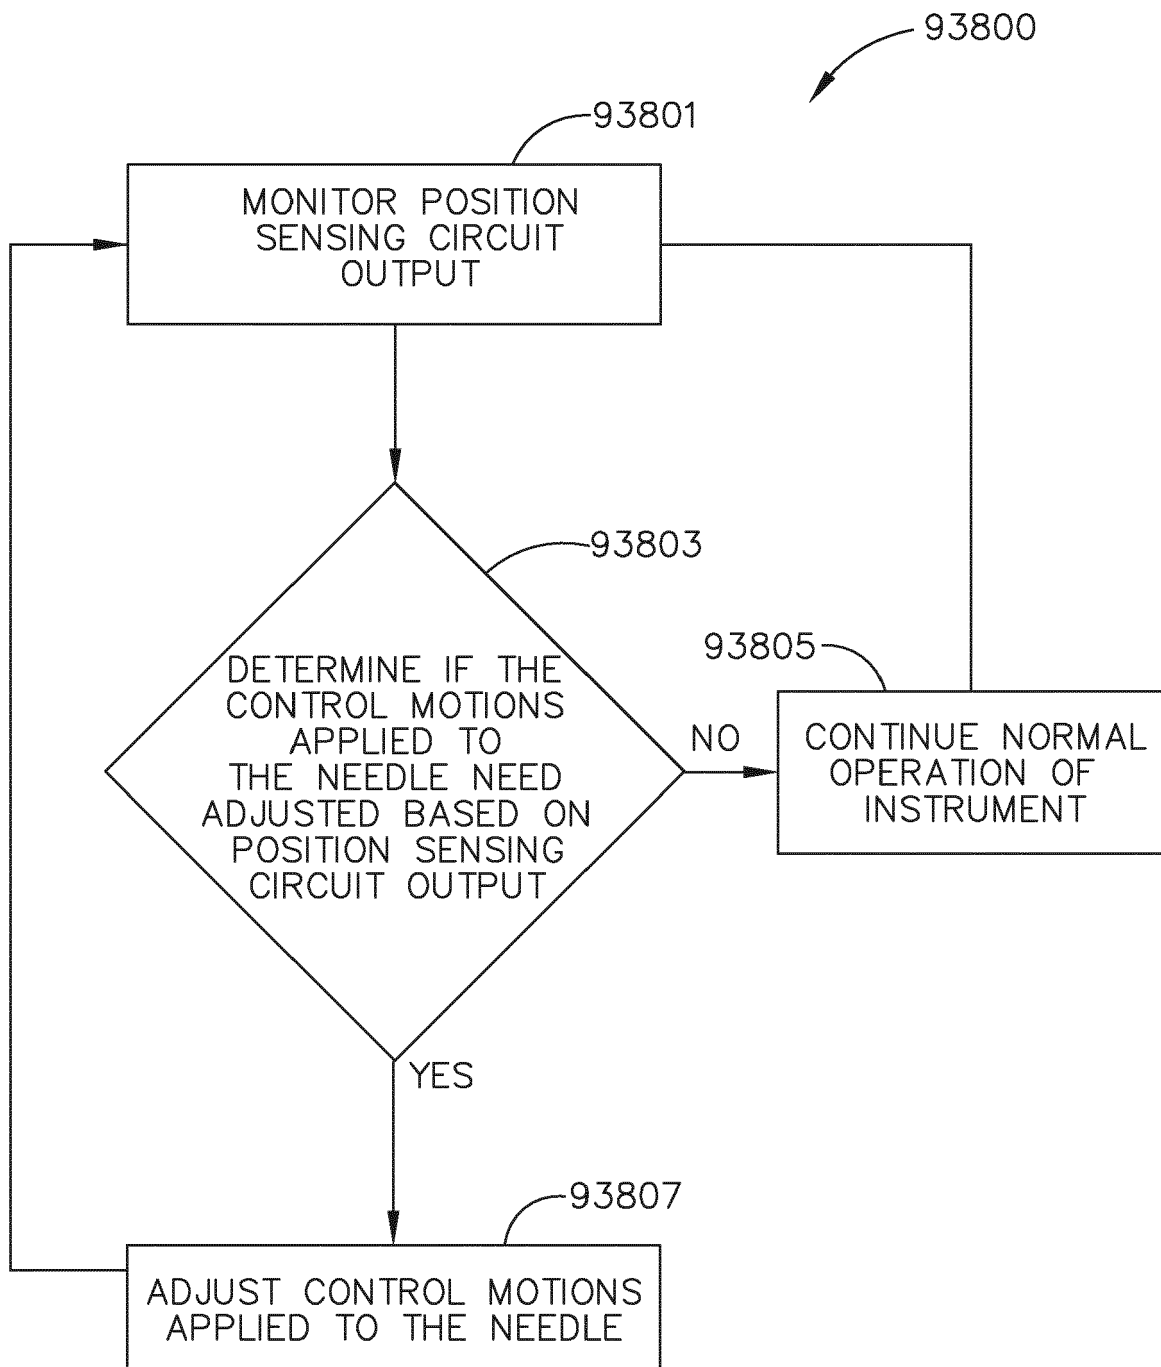 93800
93801
MONITOR POSITION
SENSING CIRCUIT
OUTPUT
93803
DETERMINE IF THE
CONTROL MOTIONS
APPLIED TO
THE NEEDLE NEED
ADJUSTED BASED ON
POSITION SENSING
CIRCUIT OUTPUT
NO
93805
CONTINUE NORMAL
OPERATION OF
INSTRUMENT
YES
93807
ADJUST CONTROL MOTIONS
APPLIED TO THE NEEDLE